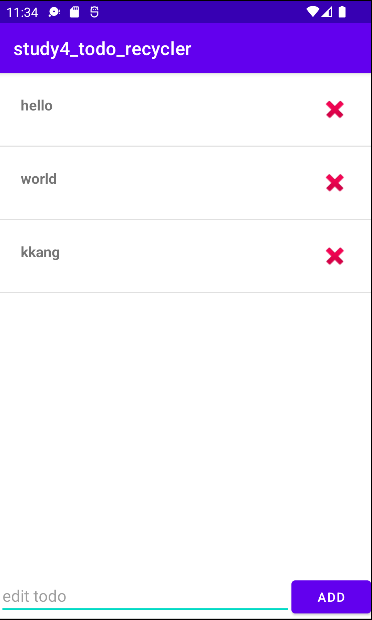 11:34
study4_todo_recycler
hello
world
kkang
edit todo
ADD